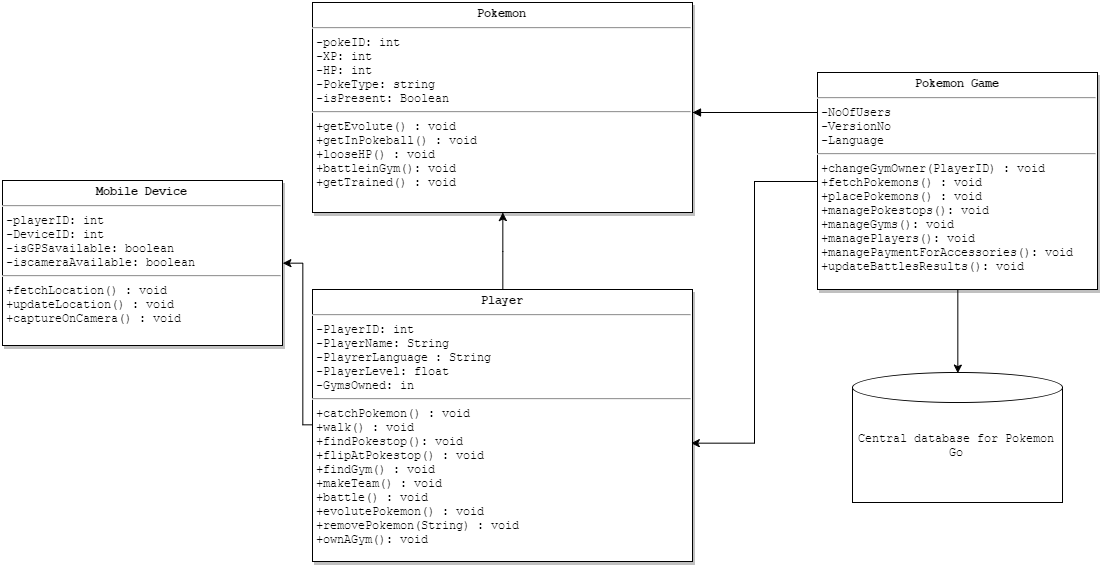 Pokemon
-pokeID: int
-XP: int
-HP: int
-PokeType: string
-isPresent: Boolean
+getEvolute() : void
+getInPokeball() : void
+looseHP() : void
+battleinGym(): void
+getTrained() : void
Pokemon Game
-NoOfUsers
-VersionNo
-Language
+changeGymOwner(PlayerID) : void
+fetchPokemons() : void
+placePokemons() : void
+managePokestops() : void
+manageGyms() : void
+managePlayers() : void
+managePaymentForAccessories(): void
+updateBattlesResults(): void
Mobile Device
-playerID: int
-DeviceID: int
-isGPSavailable: boolean
-iscameraAvailable: boolean
+fetchLocation() : void
+updateLocation() : void
+captureOnCamera() : void
Player
-PlayerID: int
-PlayerName: String
-PlayrerLanguage : String
-PlayerLevel: float
-GymsOwned: in
+catchPokemon() : void
+walk() : void
+findPokestop(): void
+flipAtPokestop() : void
+findGym() : void
+makeTeam() : void
+battle() : void
+evolutePokemon() : void
+removePokemon(String) : void
+ownAGym(): void
Central database for Pokemon
Go